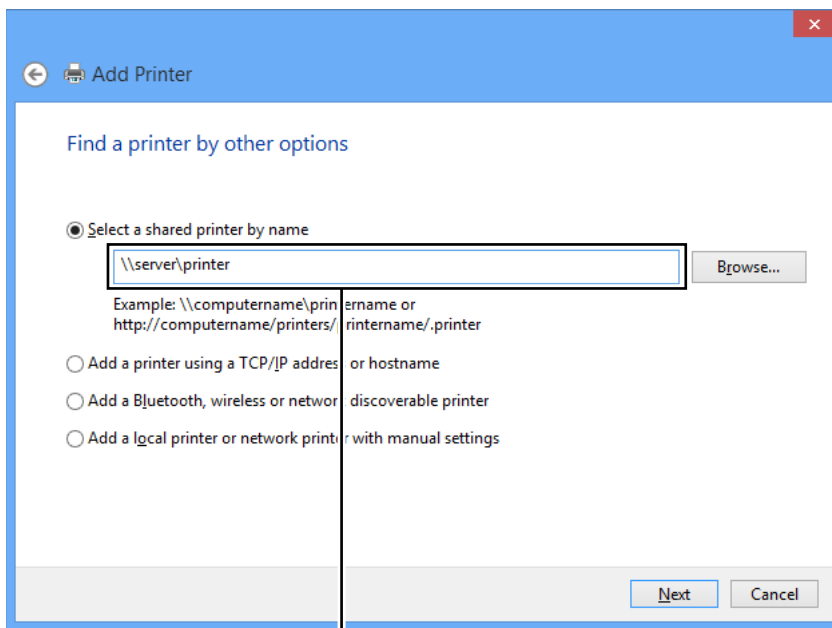 Add Printer
Find a printer by other options
Select a shared printer by name
\\server\printer
Browse...
Example: \\computername\printername or
http://computername/printers/printername/.printer
Add a printer using a TCP/IP address or hostname
Add a Bluetooth, wireless or network discoverable printer
Add a local printer or network printer with manual settings
Next
Cancel